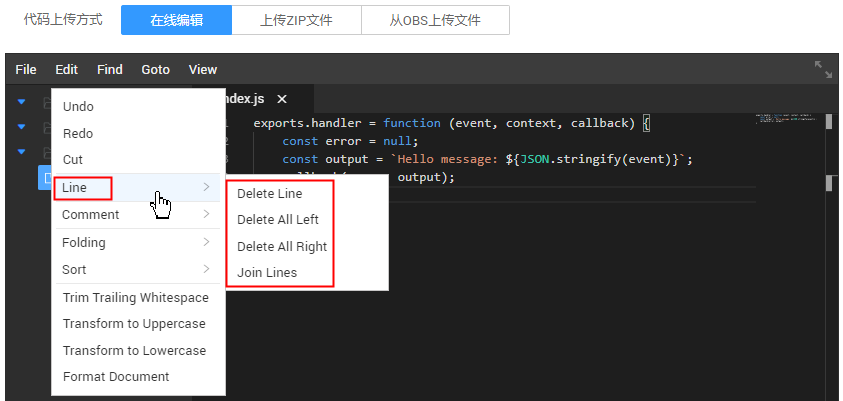 代码上传方式 在线编辑 上传ZIP文件 从OBS上传文件
File Edit Find Goto View
ndex.js ×
Undo
Redo
Cut
Line
Comment
Folding
Sort
Trim Trailing Whitespace
Transform to Uppercase
Transform to Lowercase
Format Document
Delete Line
Delete All Left
Delete All Right
Join Lines
1 exports.handler = function (event, context, callback) {
2 const error = null;
3 const output = `Hello message: ${JSON.stringify(event)}`;
output);